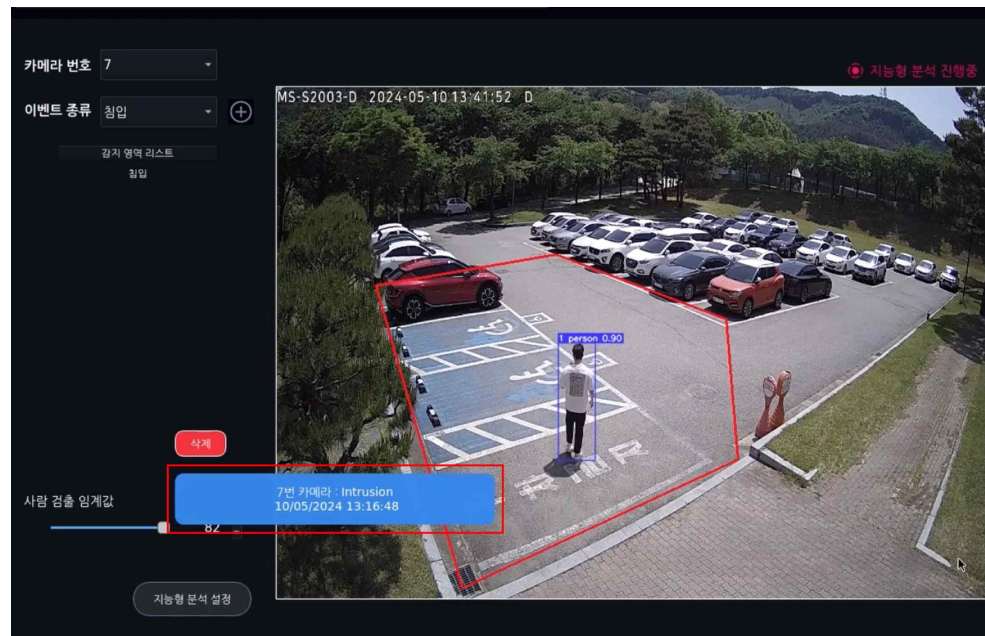 카메라 번호 7
지능형 분석 진행중
이벤트 종류 침입
MS-S2003-D 2024-05-10 13:41:52 D
감지 영역 리스트
침입
1 person 0.90
삭제
7번 카메라 : Intrusion
10/05/2024 13:16:48
사람 검출 임계값
82
지능형 분석 설정